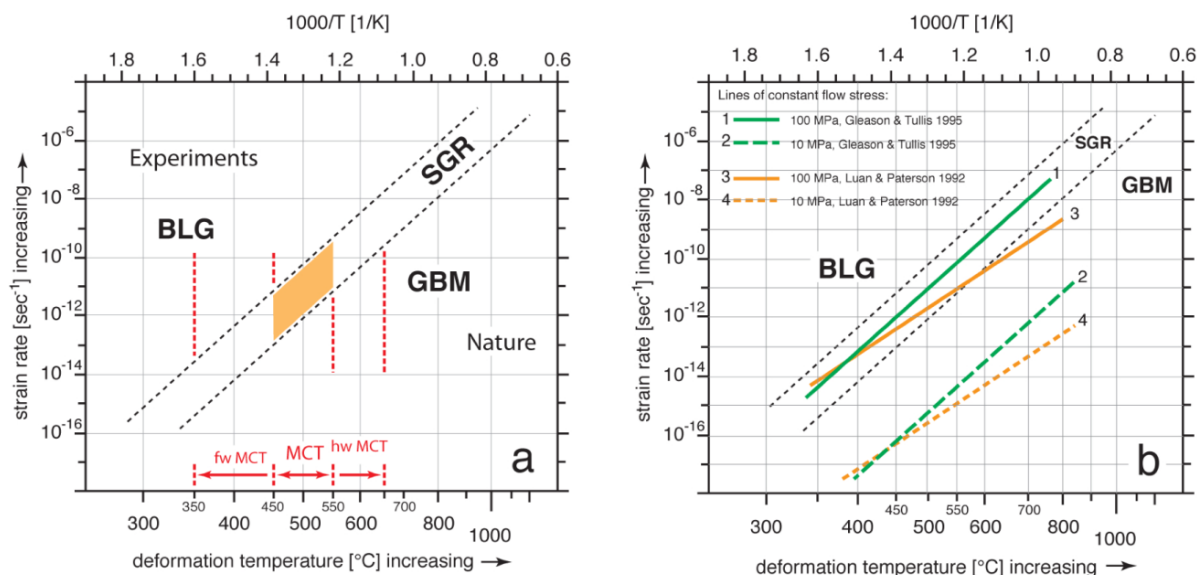 1000/T [1/K]
1.8 1.6 1.4 1.2 1.0 0.8 0.6
strain rate [sec-1] increasing
10-6
10-8
10-10
10-12
10-14
10-16
Experiments
SGR
BLG
GBM
Nature
fw MCT
MCT
hw MCT
a
350 450 550 700
300 400 500 600 800 1000
deformation temperature [°C] increasing
1000/T [1/K]
1.8 1.6 1.4 1.2 1.0 0.8 0.6
strain rate [sec-1] increasing
10-6
10-8
10-10
10-12
10-14
10-16
Lines of constant flow stress:
1 100 MPa, Gleason & Tullis 1995
2 10 MPa, Gleason & Tullis 1995
3 100 MPa, Luan & Paterson 1992
4 10 MPa, Luan & Paterson 1992
SGR
1
GBM
3
BLG
2
4
b
450 550 700
300 400 500 600 800 1000
deformation temperature [°C] increasing